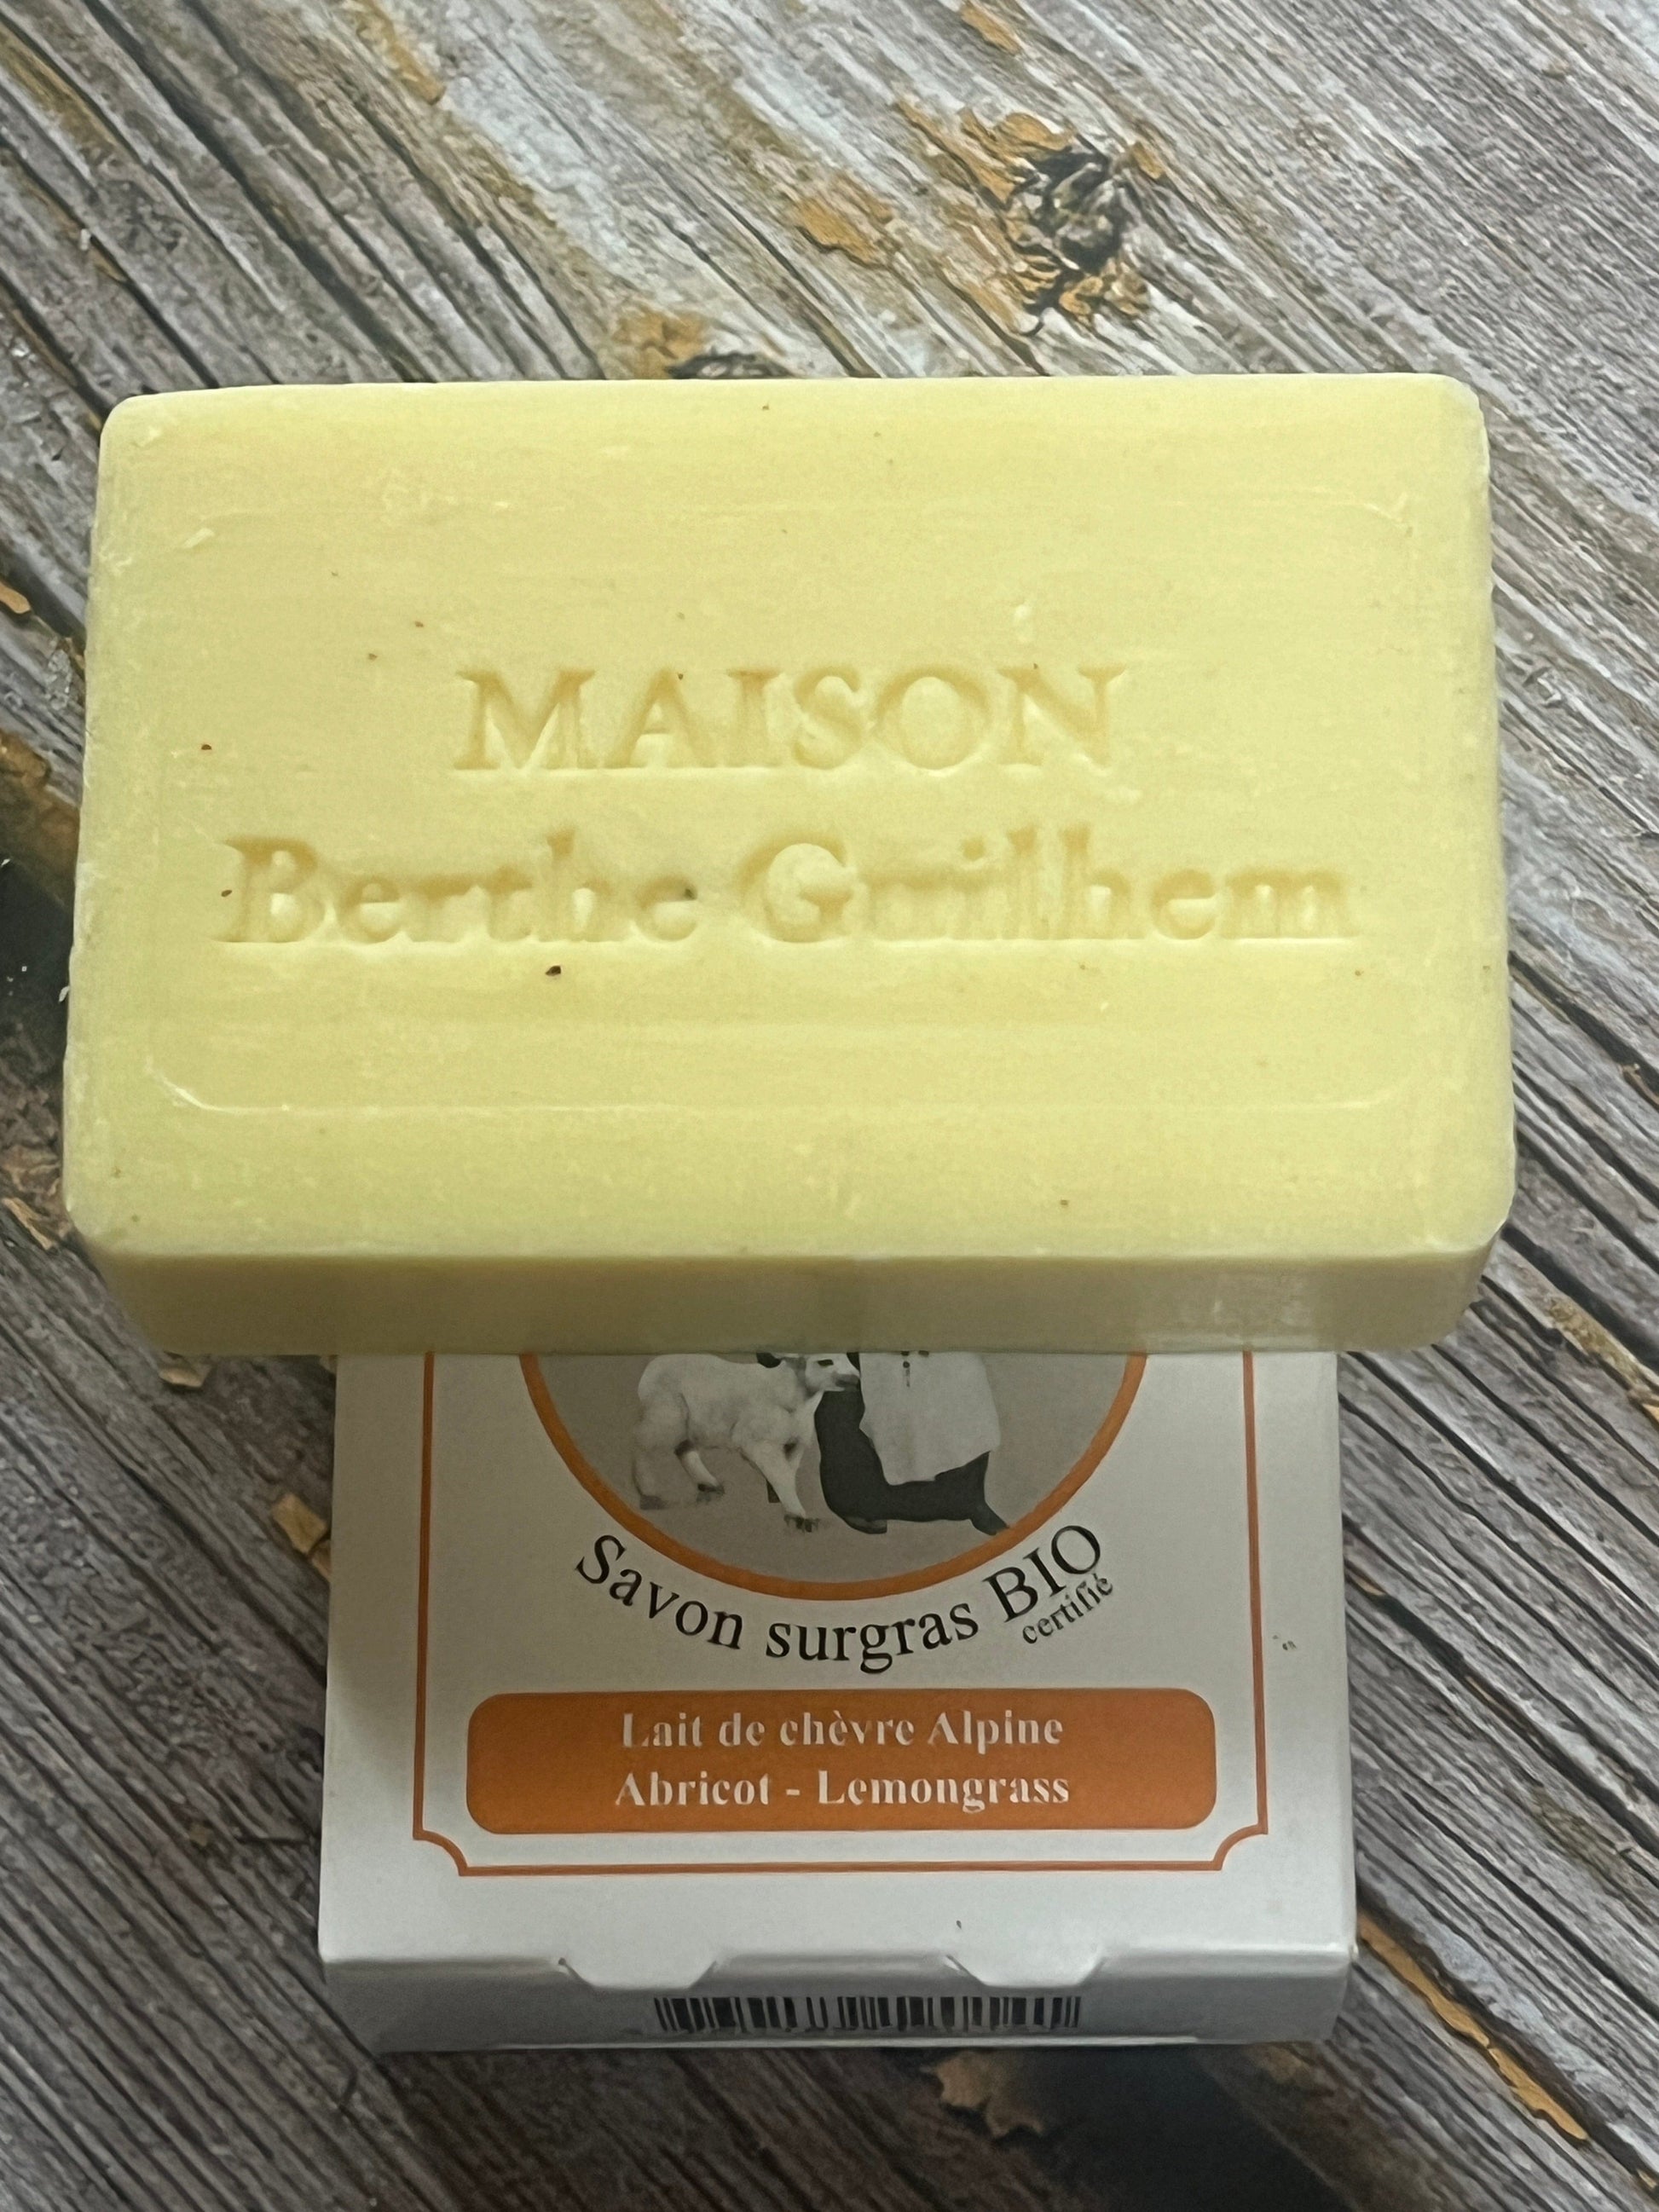 MAISON
Berthe Guilhem
Savon surgras BIO
certifié
Lait de chèvre Alpine
Abricot - Lemongrass